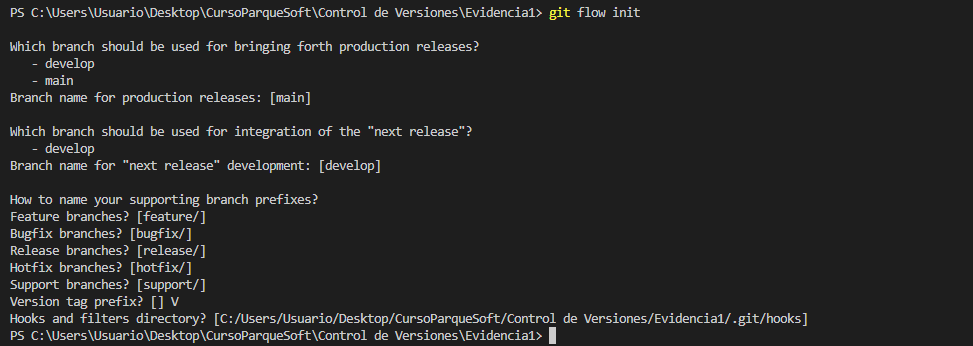 PS C:\Users\Usuario\Desktop\CursoParqueSoft\Control de Versiones\Evidencia1> git flow init
Which branch should be used for bringing forth production releases?
- develop
- main
Branch name for production releases: [main]
Which branch should be used for integration of the "next release"?
- develop
Branch name for "next release" development: [develop]
How to name your supporting branch prefixes?
Feature branches? [feature/]
Bugfix branches? [bugfix/]
Release branches? [release/]
Hotfix branches? [hotfix/]
Support branches? [support/]
Version tag prefix? [] V
Hooks and filters directory? [C:/Users/Usuario/Desktop/CursoParqueSoft/Control de Versiones/Evidencia1/.git/hooks]
PS C:\Users\Usuario\Desktop\CursoParqueSoft\Control de Versiones\Evidencia1>